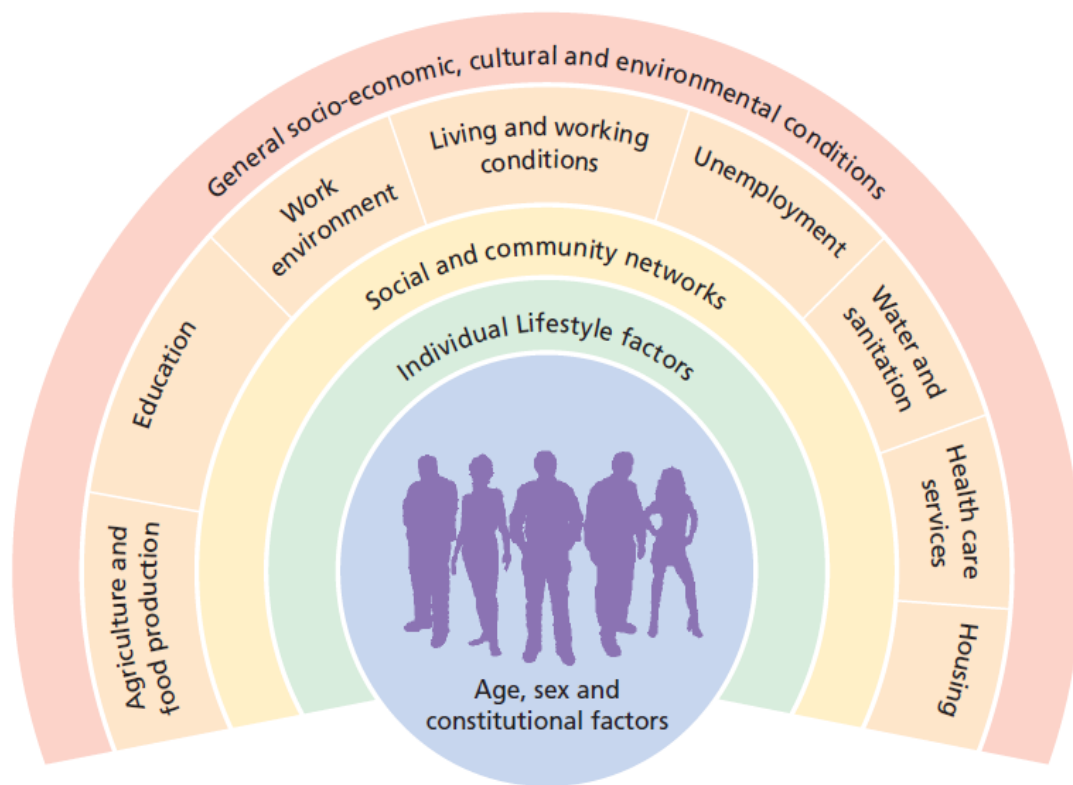 General socio-economic, cultural and environmental conditions
Agriculture and
food production
Education
Work
environment
Living and working
conditions
Unemployment
Water and
sanitation
Health care
services
Housing
Social and community networks
Individual Lifestyle factors
Age, sex and
constitutional factors